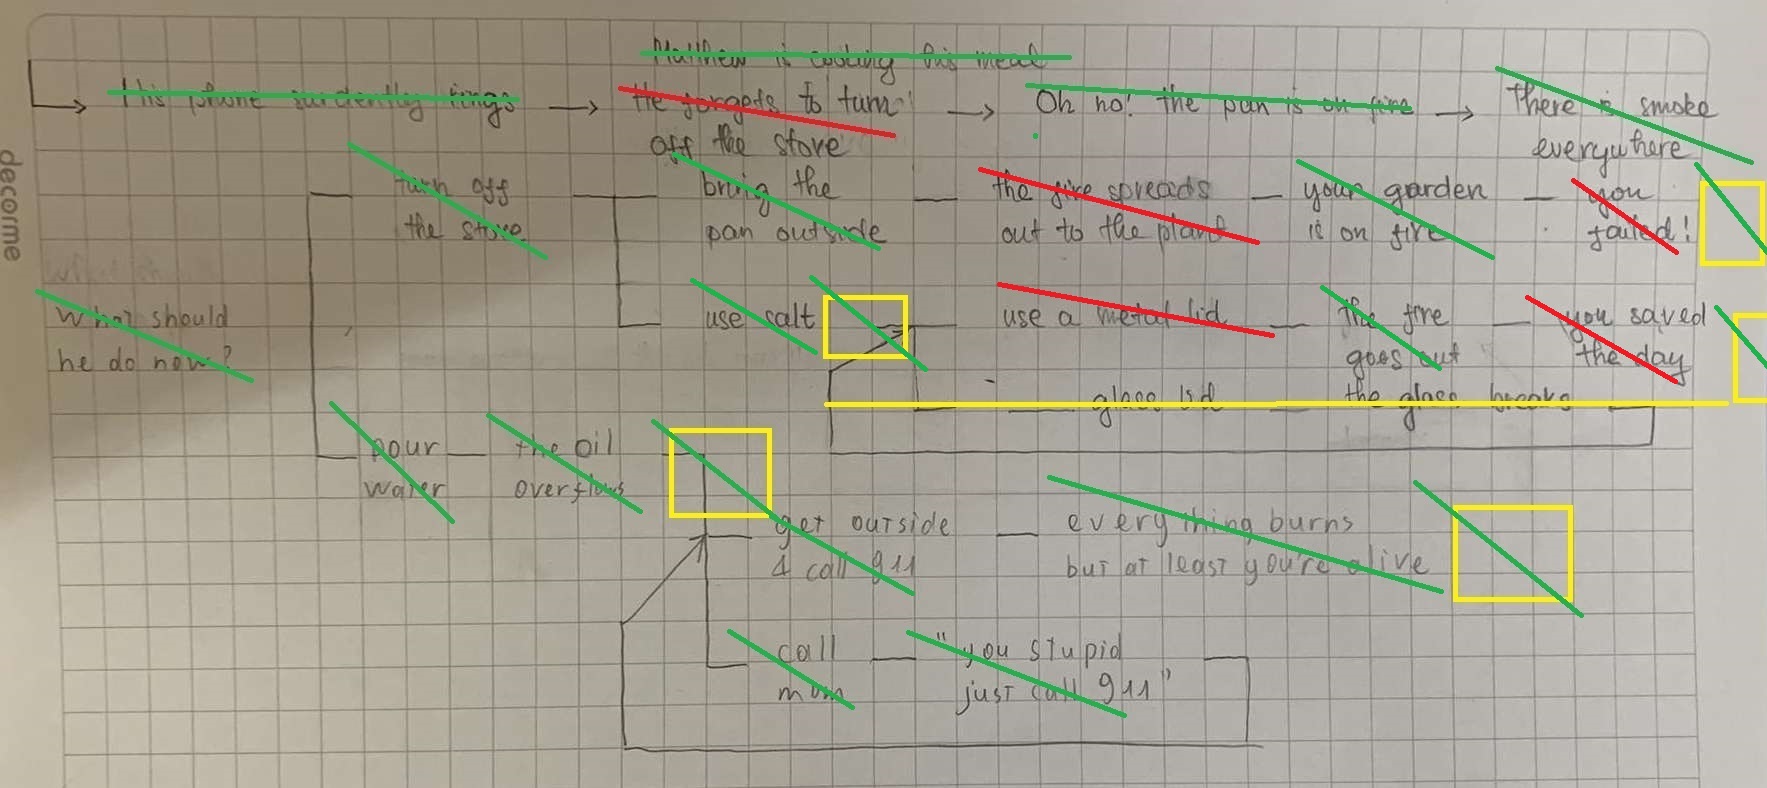 Matthew is cooking his meal
His phone suddently rings
He forgets to turn
off the stove
Oh no! the pan is on fire
There is smoke
everywhere
turn off
the stove
bring the
pan outside
the fire spreads
out to the plant
your garden
is on fire
you
failed!
What should
he do now?
use salt
use a metal lid
the fire
goes out
you saved
the day
glass lid
the glass breaks
pour
water
the oil
overflows
get outside
& call 911
everything burns
but at least you're alive
call
mum
"you stupid
just call 911"
decome